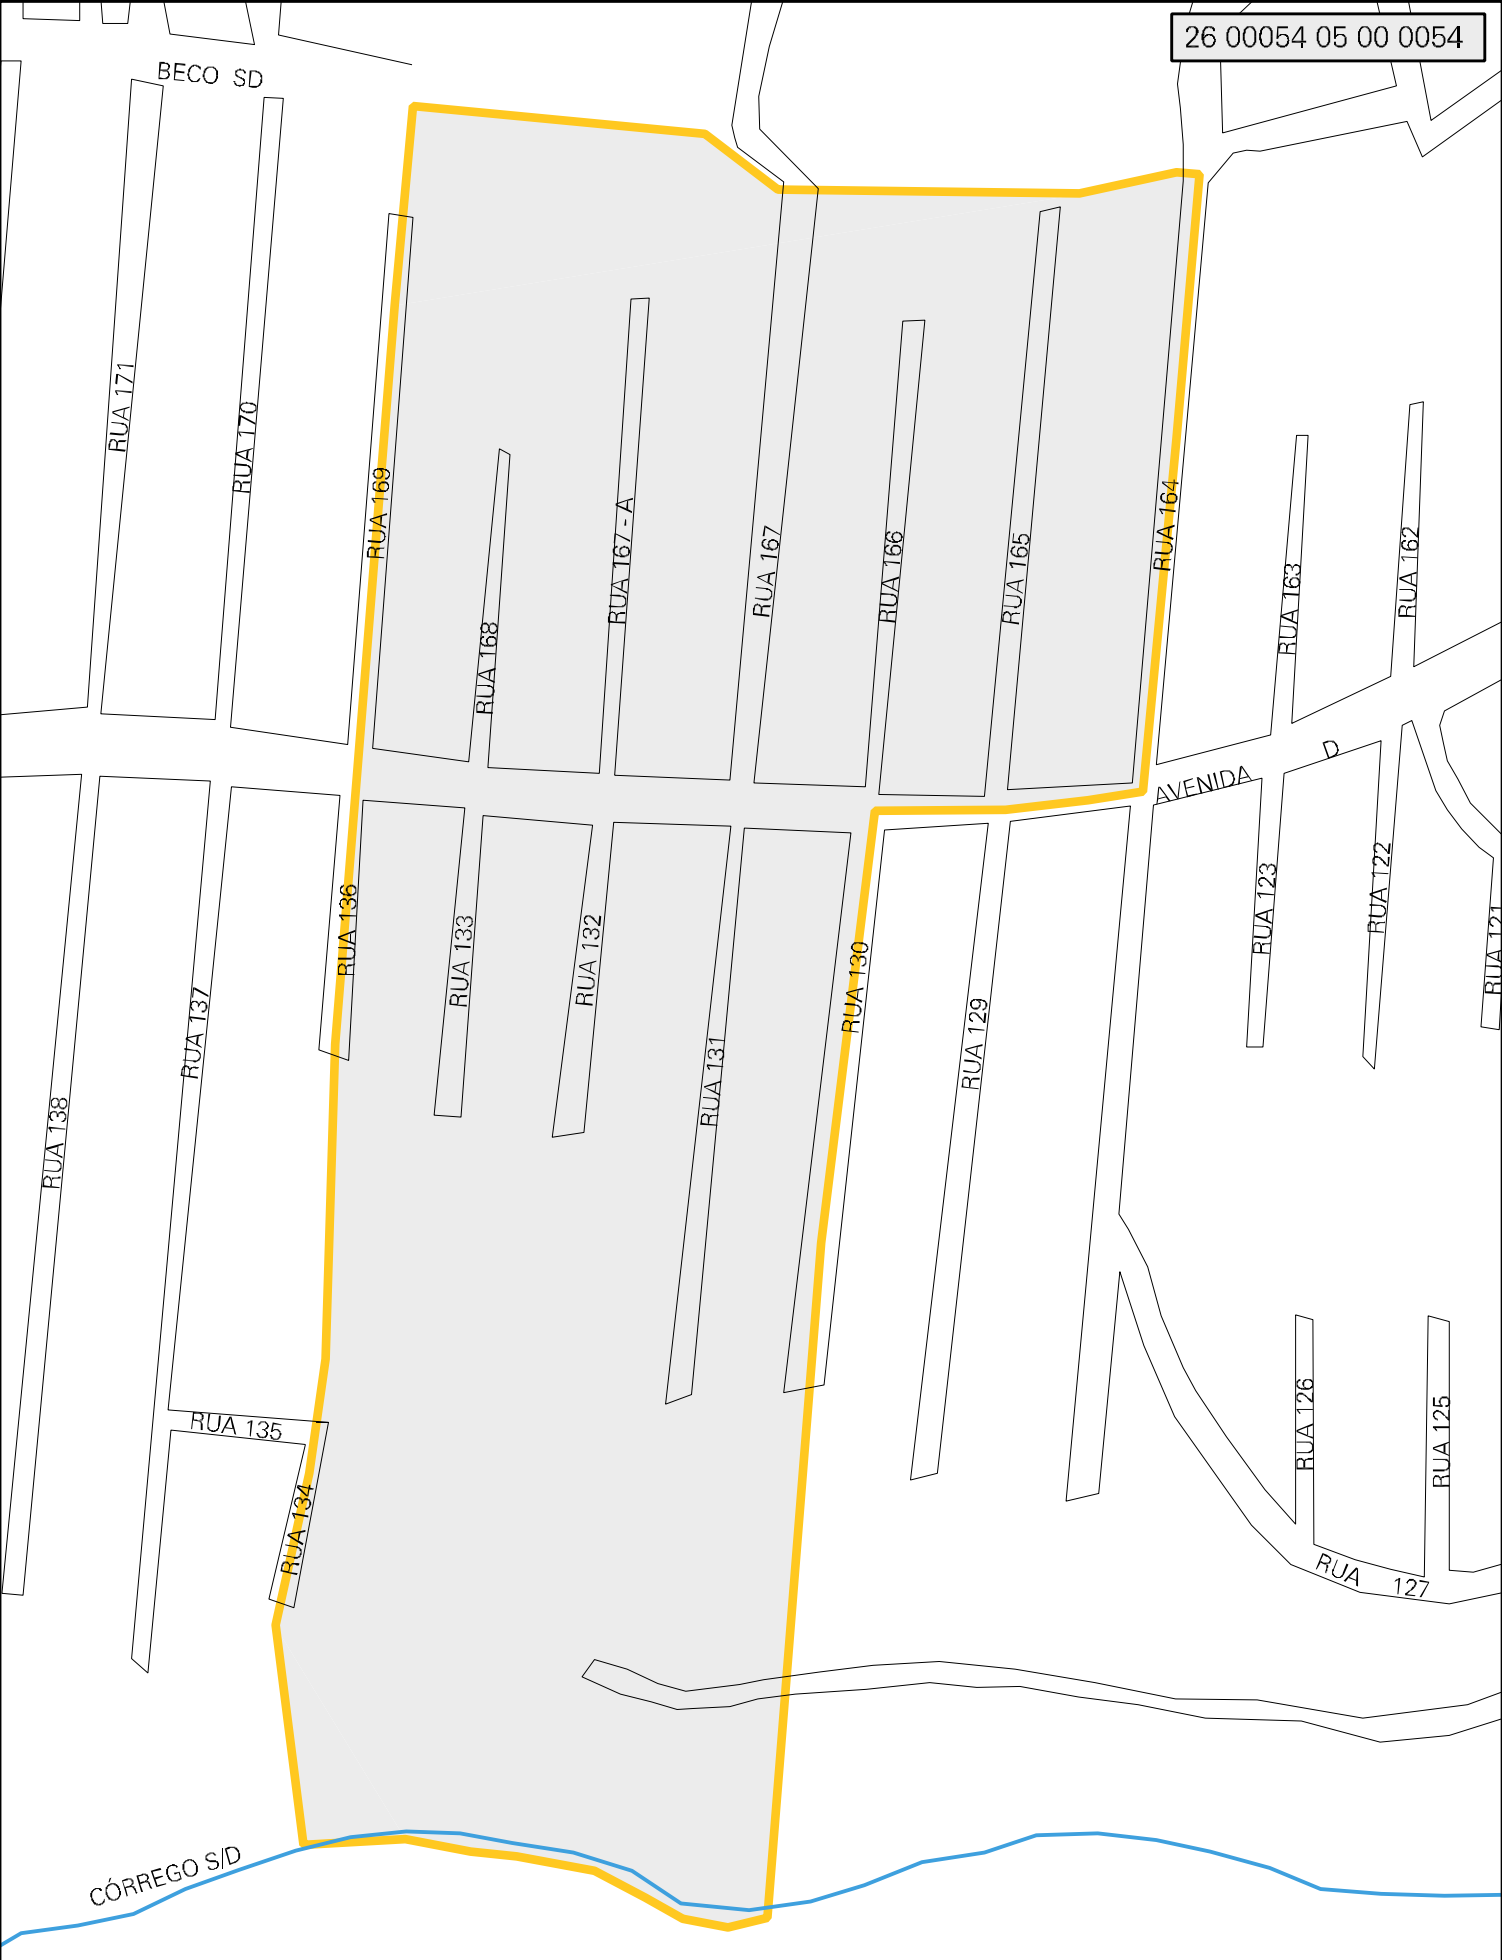 26 00054 05 00 0054
BECO SD
RUA 171
RUA 170
RUA 169
RUA 168
RUA 167 - A
RUA 167
RUA 166
RUA 165
RUA 164
RUA 163
RUA 162
AVENIDA D
RUA 138
RUA 137
RUA 136
RUA 133
RUA 132
RUA 131
RUA 130
RUA 129
RUA 123
RUA 122
RUA 121
RUA 135
RUA 134
RUA 126
RUA 125
RUA 127
CÓRREGO S/D